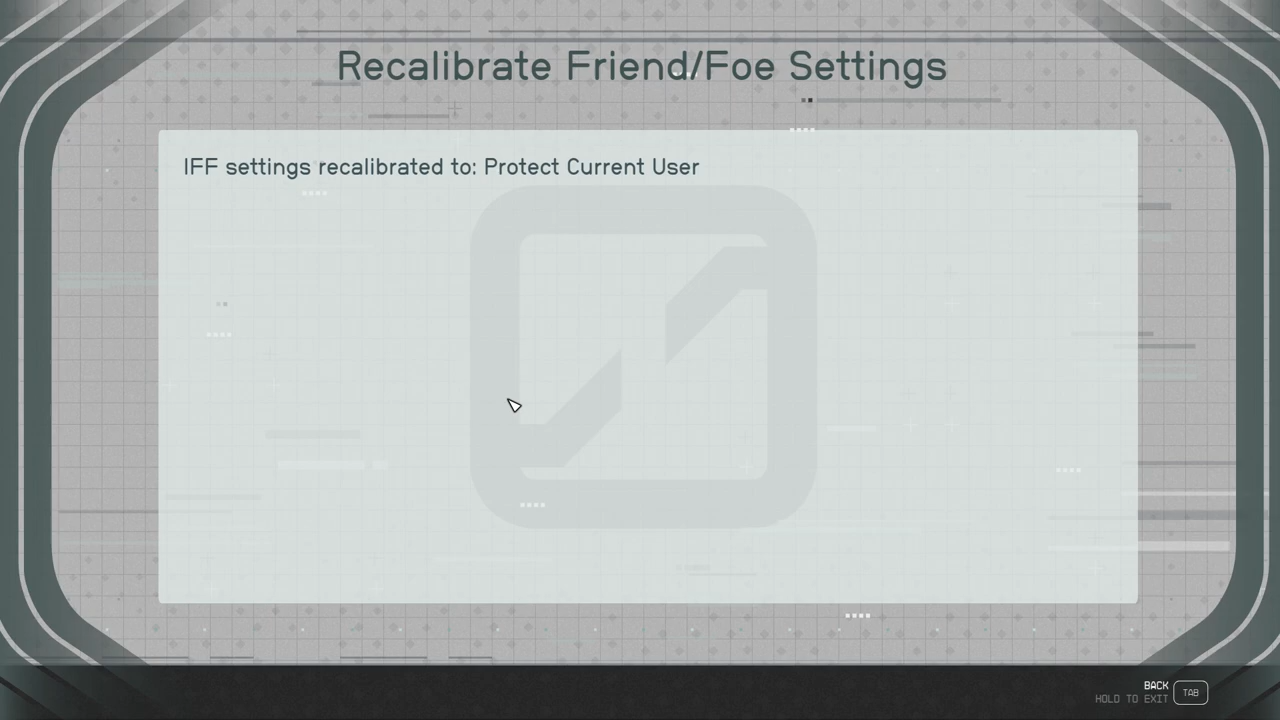 Recalibrate Friend/Foe Settings
IFF settings recalibrated to: Protect Current User
BACK
HOLD TO EXIT
TAB